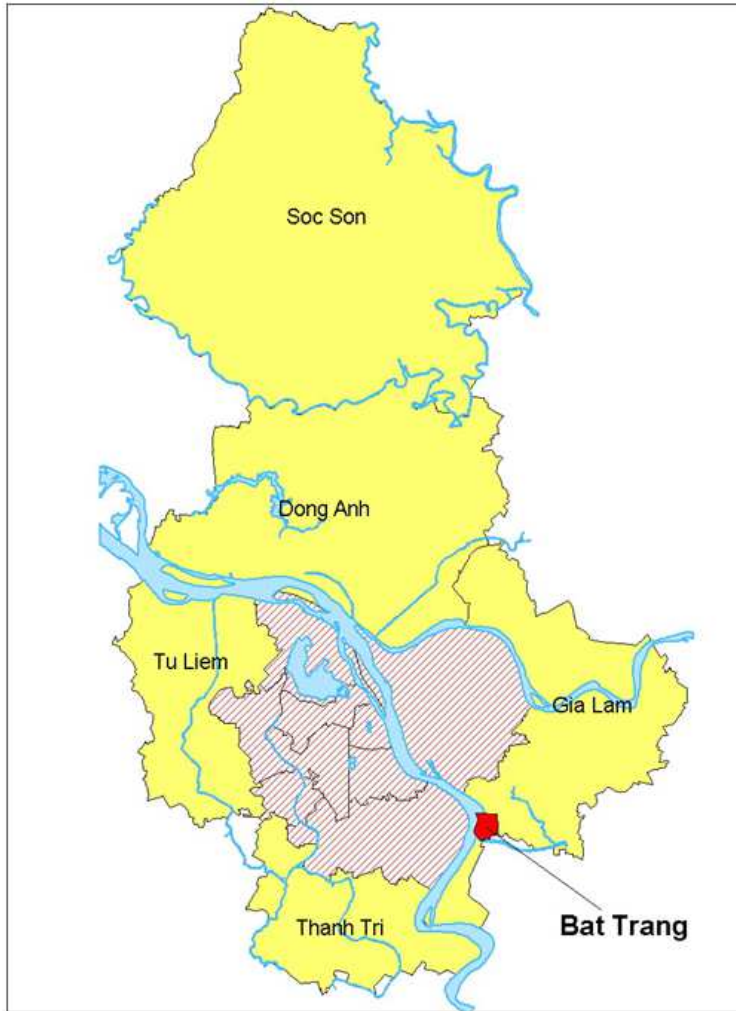 Soc Son
Dong Anh
Tu Liem
Gia Lam
Thanh Tri
Bat Trang